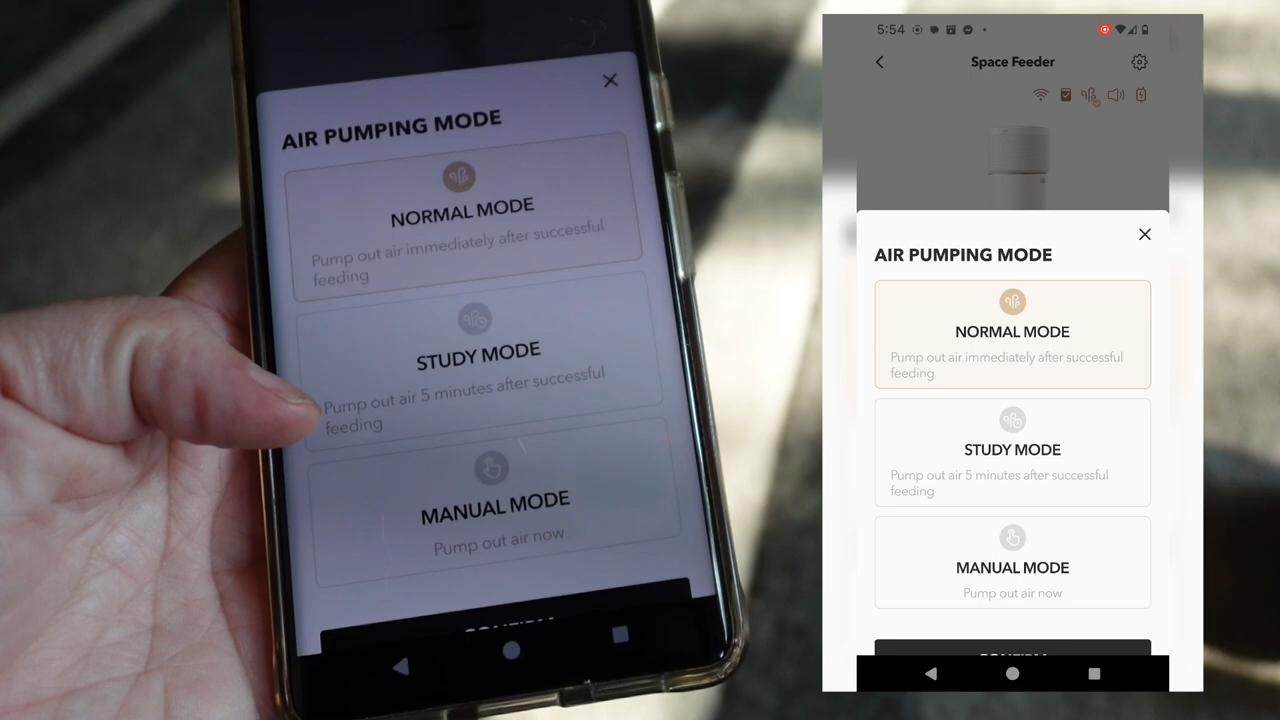 AIR PUMPING MODE
NORMAL MODE
Pump out air immediately after successful
feeding
STUDY MODE
Pump out air 5 minutes after successful
feeding
MANUAL MODE
Pump out air now
CONFIRM
5:54
Space Feeder
AIR PUMPING MODE
NORMAL MODE
Pump out air immediately after successful
feeding
STUDY MODE
Pump out air 5 minutes after successful
feeding
MANUAL MODE
Pump out air now
CONFIRM